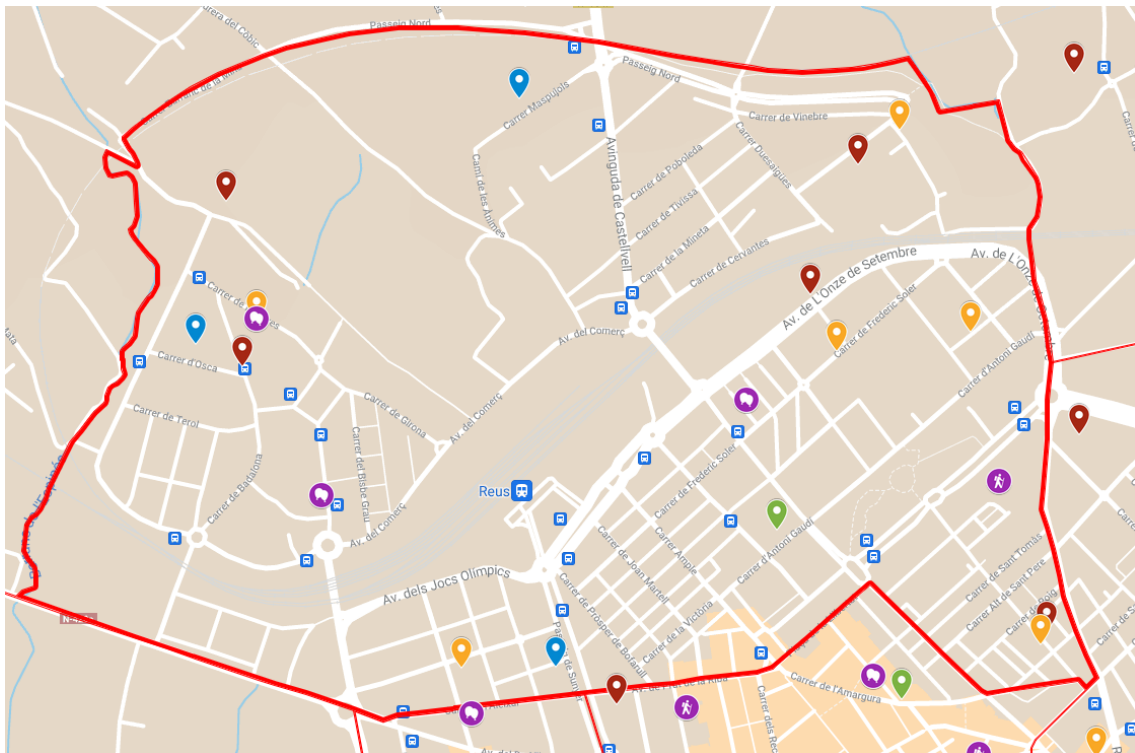 Passeig Nord
Passeig Nord
Carrer Maspujols
Carrer de Vinebre
Carrer Duesaigües
Avinguda de Castellvell
Carrer de Poboleda
Camí de les Ànimes
Carrer de Tivissa
Carrer de la Mineta
Carrer de Cervantes
Av. de L'Onze de Setembre
Av. de L'Onze de Setembre
Carrer de Frederic Soler
Carrer d'Antoni Gaudí
Av. del Comerç
Carrer d'Osca
Carrer de Terol
Carrer de Girona
Av. del Comerç
Carrer de Badalona
Carrer del Bisbe Grau
Carrer de Frederic Soler
Reus
Av. del Comerç
Carrer Ample
Carrer d'Antoni Gaudí
Carrer de Joan Martell
Av. dels Jocs Olímpics
Carrer de Sant Tomàs
Carrer Alt de Sant Pere
Carrer de Pròsper de Bofarull
Carrer de la Victòria
Carrer de l'Amargura